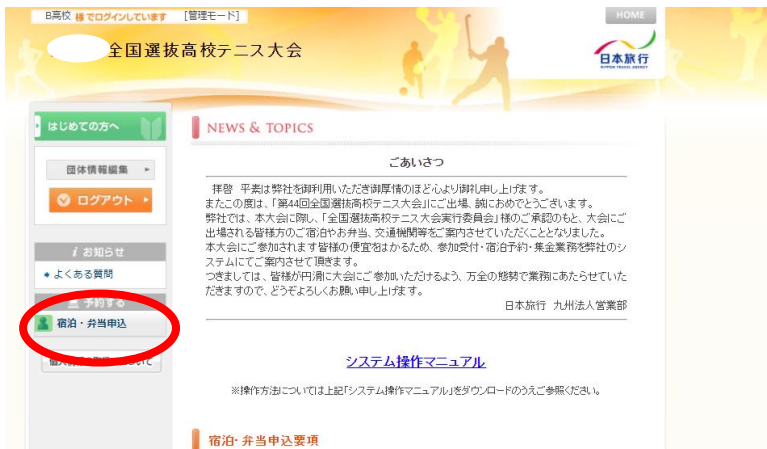 B高校 様 でログインしています [管理モード]
HOME
全国選抜高校テニス大会
日本旅行
NIPPON TRAVEL AGENCY
はじめての方へ
団体情報編集
ログアウト
お知らせ
よくある質問
予約する
宿泊・弁当申込
NEWS & TOPICS
ごあいさつ
拝啓 平素は弊社を御利用いただき御厚情のほど心より御礼申し上げます。
またこの度は、「第44回全国選抜高校テニス大会」にご出場、誠におめでとうございます。
弊社では、本大会に際し、「全国選抜高校テニス大会実行委員会」様のご承認のもと、大会にご
出場される皆様方のご宿泊やお弁当、交通機関等をご案内させていただくこととなりました。
本大会にご参加されます皆様の便宜をはかるため、参加受付・宿泊予約・集金業務を弊社のシ
ステムにてご案内させて頂きます。
つきましては、皆様が円滑に大会にご参加いただけるよう、万全の態勢で業務にあたらせていた
だきますので、どうぞよろしくお願い申し上げます。
日本旅行 九州法人営業部
システム操作マニュアル
※操作方法については上記「システム操作マニュアル」をダウンロードのうえご参照ください。
宿泊・弁当申込要項